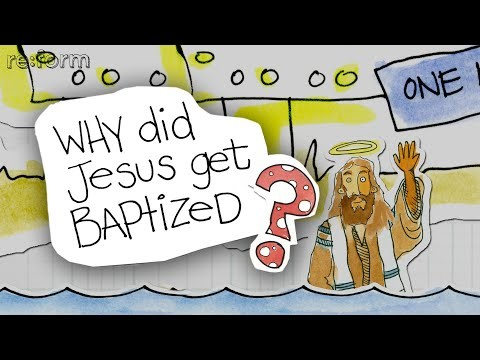 re:form
ONE
WHY did
Jesus get
BAPtizeD
?